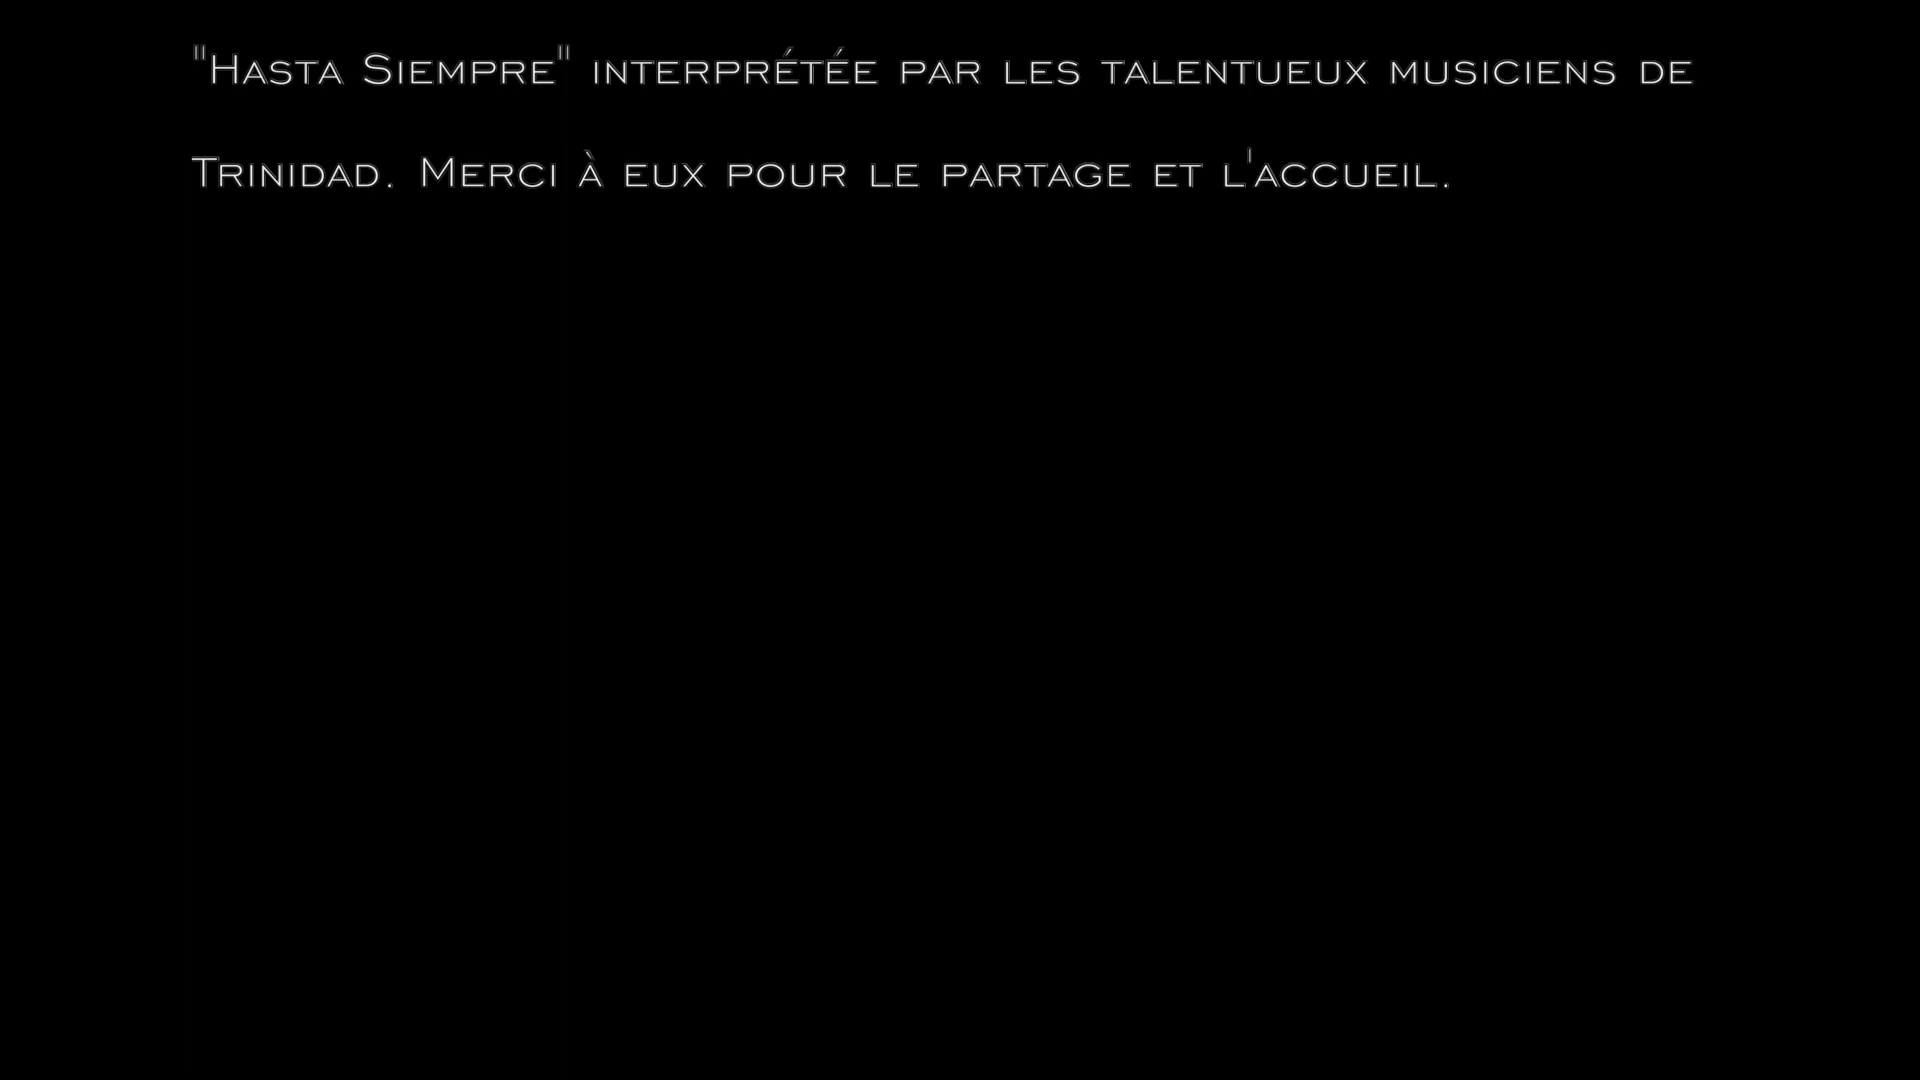 "Hasta Siempre" interprétée par les talentueux musiciens de
Trinidad. Merci à eux pour le partage et l'accueil.